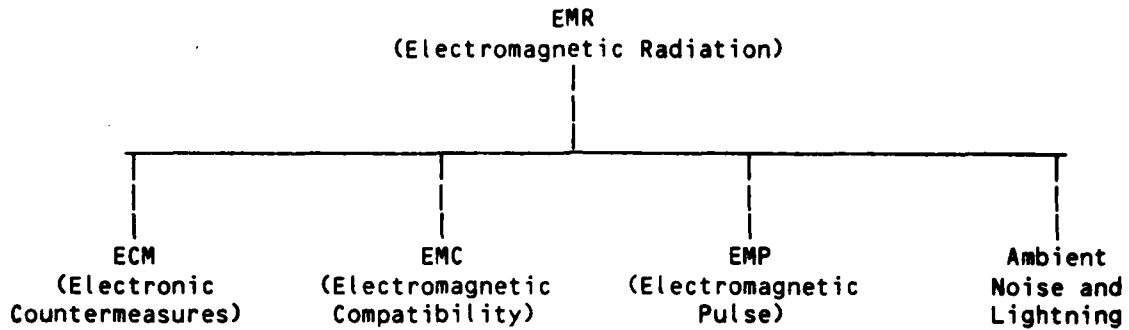 EMR
(Electromagnetic Radiation)
ECM
(Electronic
Countermeasures)
EMC
(Electromagnetic
Compatibility)
EMP
(Electromagnetic
Pulse)
Ambient
Noise and
Lightning